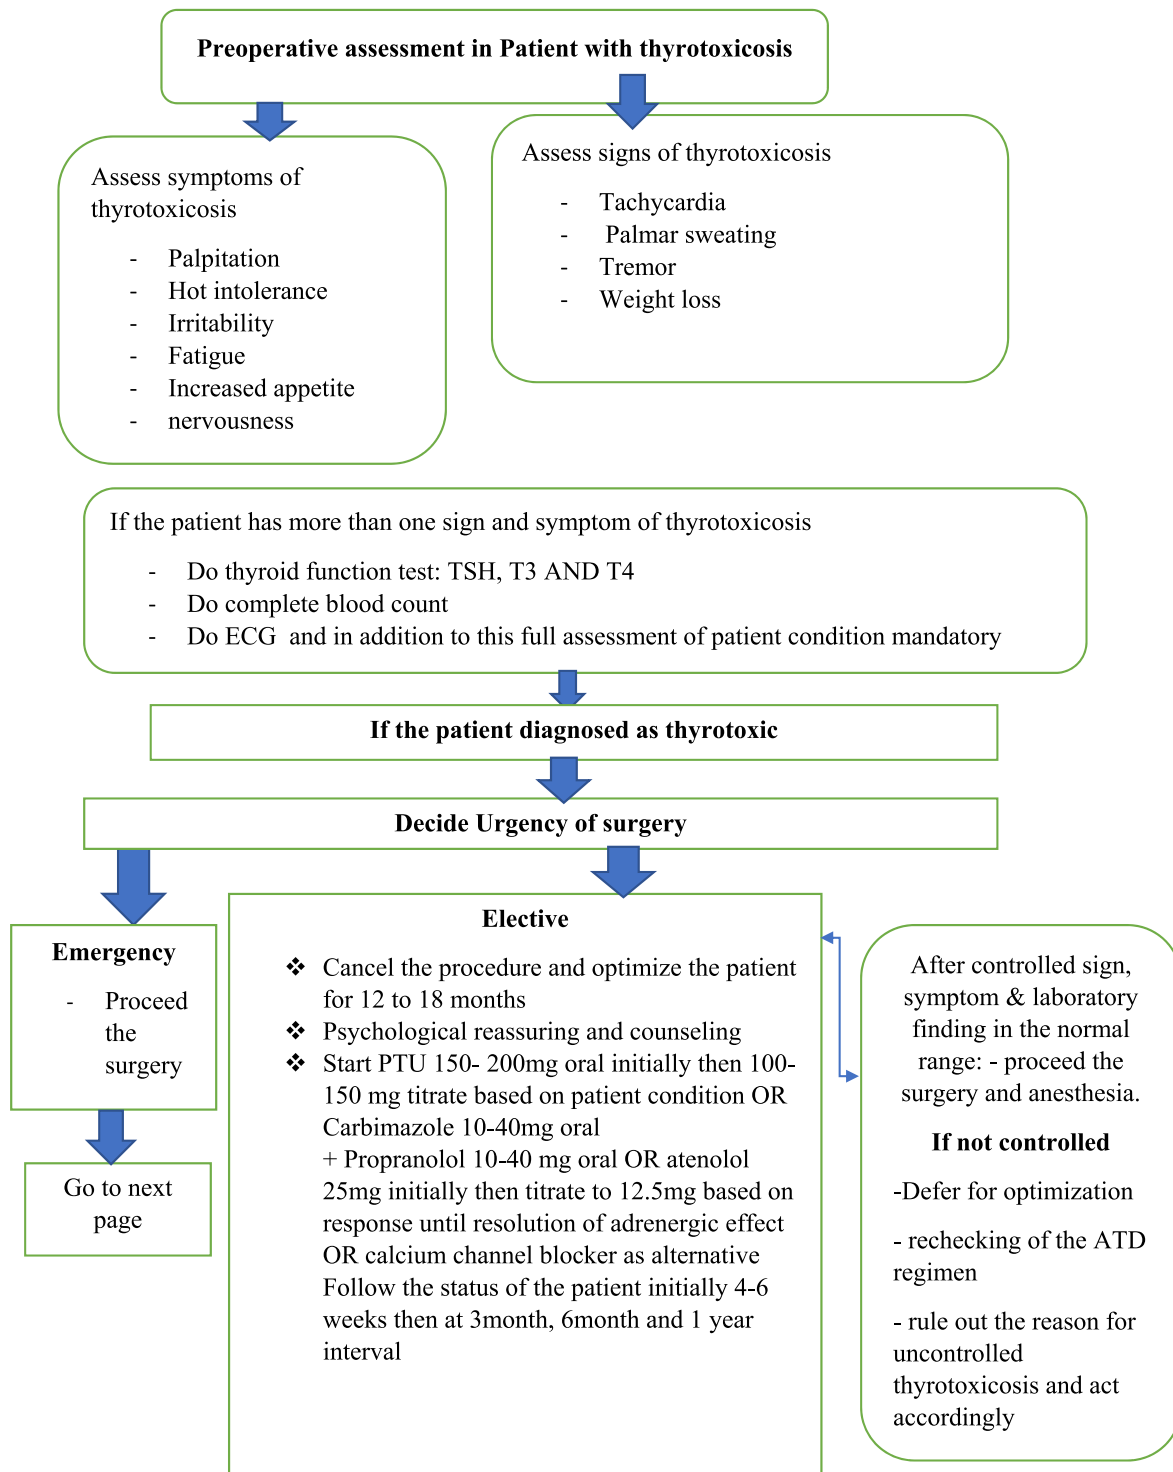 Preoperative assessment in Patient with thyrotoxicosis
Assess symptoms of
thyrotoxicosis
- Palpitation
- Hot intolerance
- Irritability
- Fatigue
- Increased appetite
- nervousness
Assess signs of thyrotoxicosis
- Tachycardia
- Palmar sweating
- Tremor
- Weight loss
If the patient has more than one sign and symptom of thyrotoxicosis
- Do thyroid function test: TSH, T3 AND T4
- Do complete blood count
- Do ECG and in addition to this full assessment of patient condition mandatory
If the patient diagnosed as thyrotoxic
Decide Urgency of surgery
Emergency
- Proceed
the
surgery
Go to next
page
Elective
❖ Cancel the procedure and optimize the patient
for 12 to 18 months
❖ Psychological reassuring and counseling
❖ Start PTU 150- 200mg oral initially then 100-
150 mg titrate based on patient condition OR
Carbimazole 10-40mg oral
+ Propranolol 10-40 mg oral OR atenolol
25mg initially then titrate to 12.5mg based on
response until resolution of adrenergic effect
OR calcium channel blocker as alternative
Follow the status of the patient initially 4-6
weeks then at 3month, 6month and 1 year
interval
After controlled sign,
symptom & laboratory
finding in the normal
range: - proceed the
surgery and anesthesia.
If not controlled
-Defer for optimization
- rechecking of the ATD
regimen
- rule out the reason for
uncontrolled
thyrotoxicosis and act
accordingly